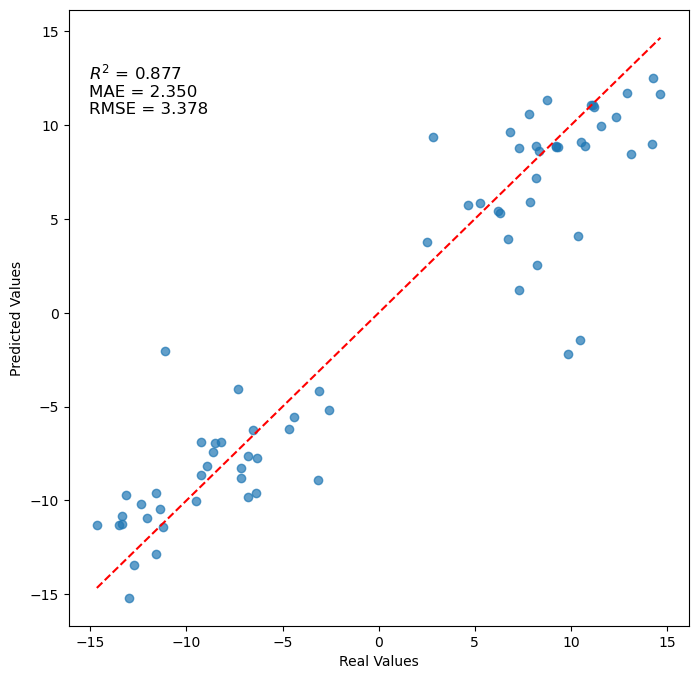 15
10
5
0
−5
−10
−15
R² = 0.877
MAE = 2.350
RMSE = 3.378
Predicted Values
−15 −10 −5 0 5 10 15
Real Values